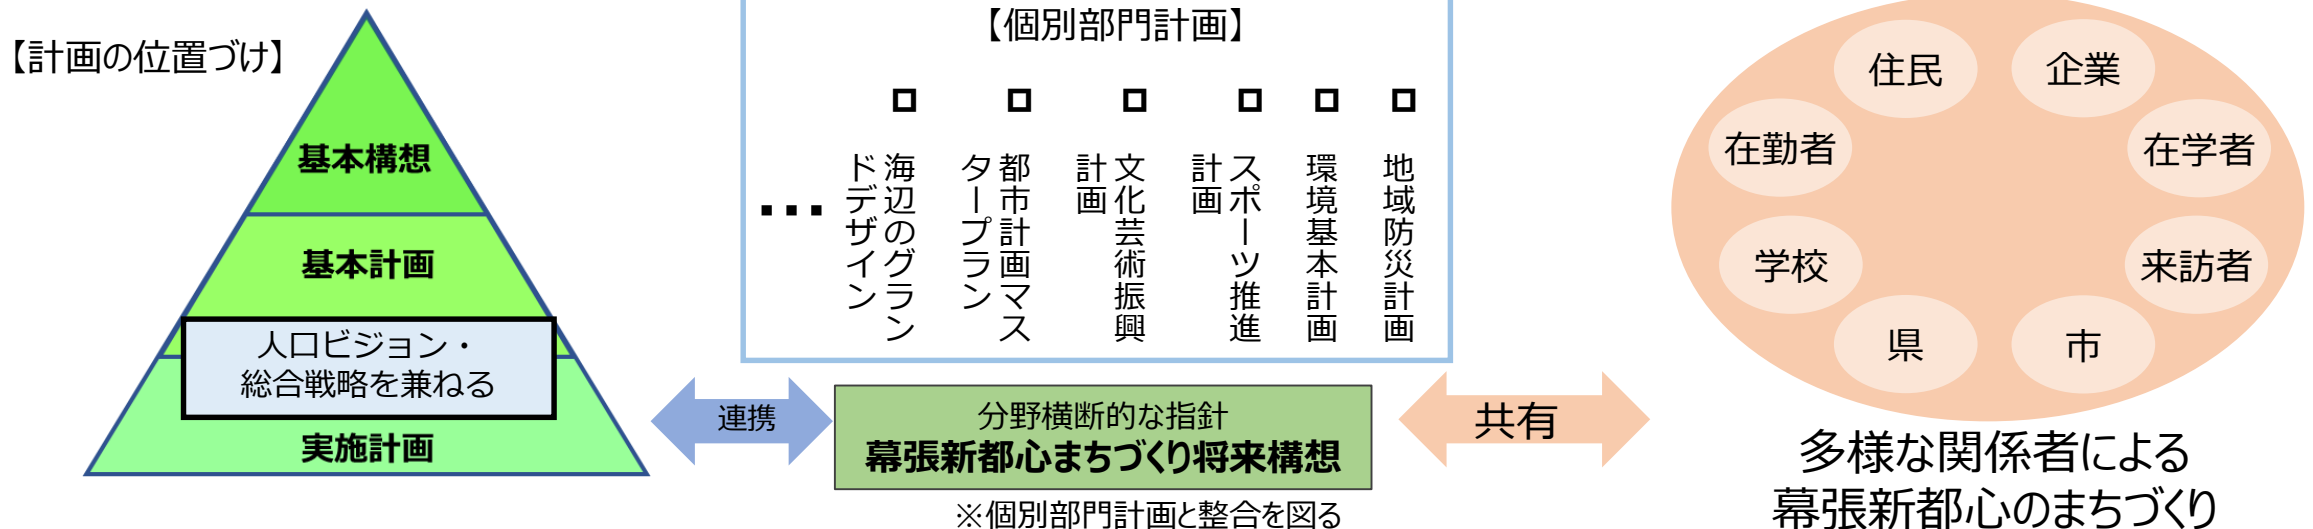 【計画の位置づけ】
基本構想
基本計画
人口ビジョン・
総合戦略を兼ねる
実施計画
【個別部門計画】
地域防災計画
環境基本計画
スポーツ推進
計画
文化芸術振興
計画
都市計画マス
タープラン
海辺のグラン
ドデザイン
…
連携
分野横断的な指針
幕張新都心まちづくり将来構想
※個別部門計画と整合を図る
共有
住民
企業
在勤者
在学者
学校
来訪者
県
市
多様な関係者による
幕張新都心のまちづくり